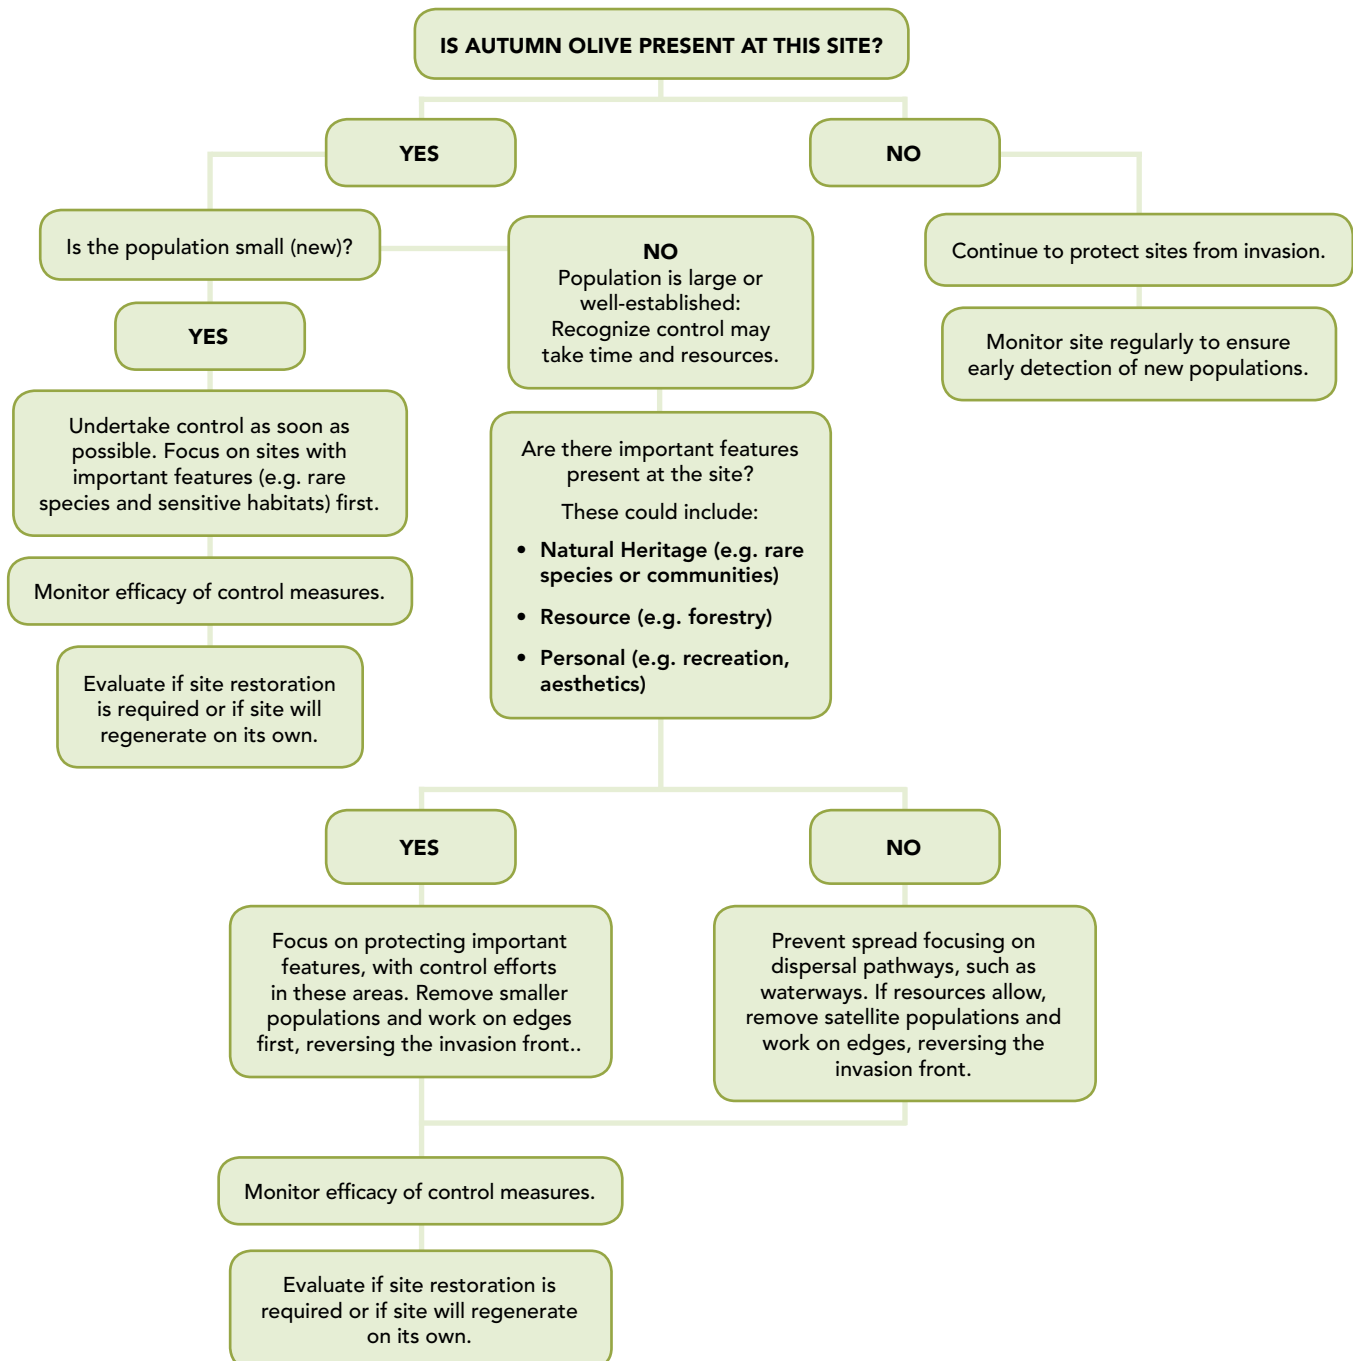 IS AUTUMN OLIVE PRESENT AT THIS SITE?
YES
NO
Is the population small (new)?
NO
Population is large or
well-established:
Recognize control may
take time and resources.
Continue to protect sites from invasion.
YES
Monitor site regularly to ensure
early detection of new populations.
Undertake control as soon as
possible. Focus on sites with
important features (e.g. rare
species and sensitive habitats) first.
Are there important features
present at the site?
These could include:
• Natural Heritage (e.g. rare
species or communities)
• Resource (e.g. forestry)
• Personal (e.g. recreation,
aesthetics)
Monitor efficacy of control measures.
Evaluate if site restoration
is required or if site will
regenerate on its own.
YES
NO
Focus on protecting important
features, with control efforts
in these areas. Remove smaller
populations and work on edges
first, reversing the invasion front..
Prevent spread focusing on
dispersal pathways, such as
waterways. If resources allow,
remove satellite populations and
work on edges, reversing the
invasion front.
Monitor efficacy of control measures.
Evaluate if site restoration is
required or if site will regenerate
on its own.